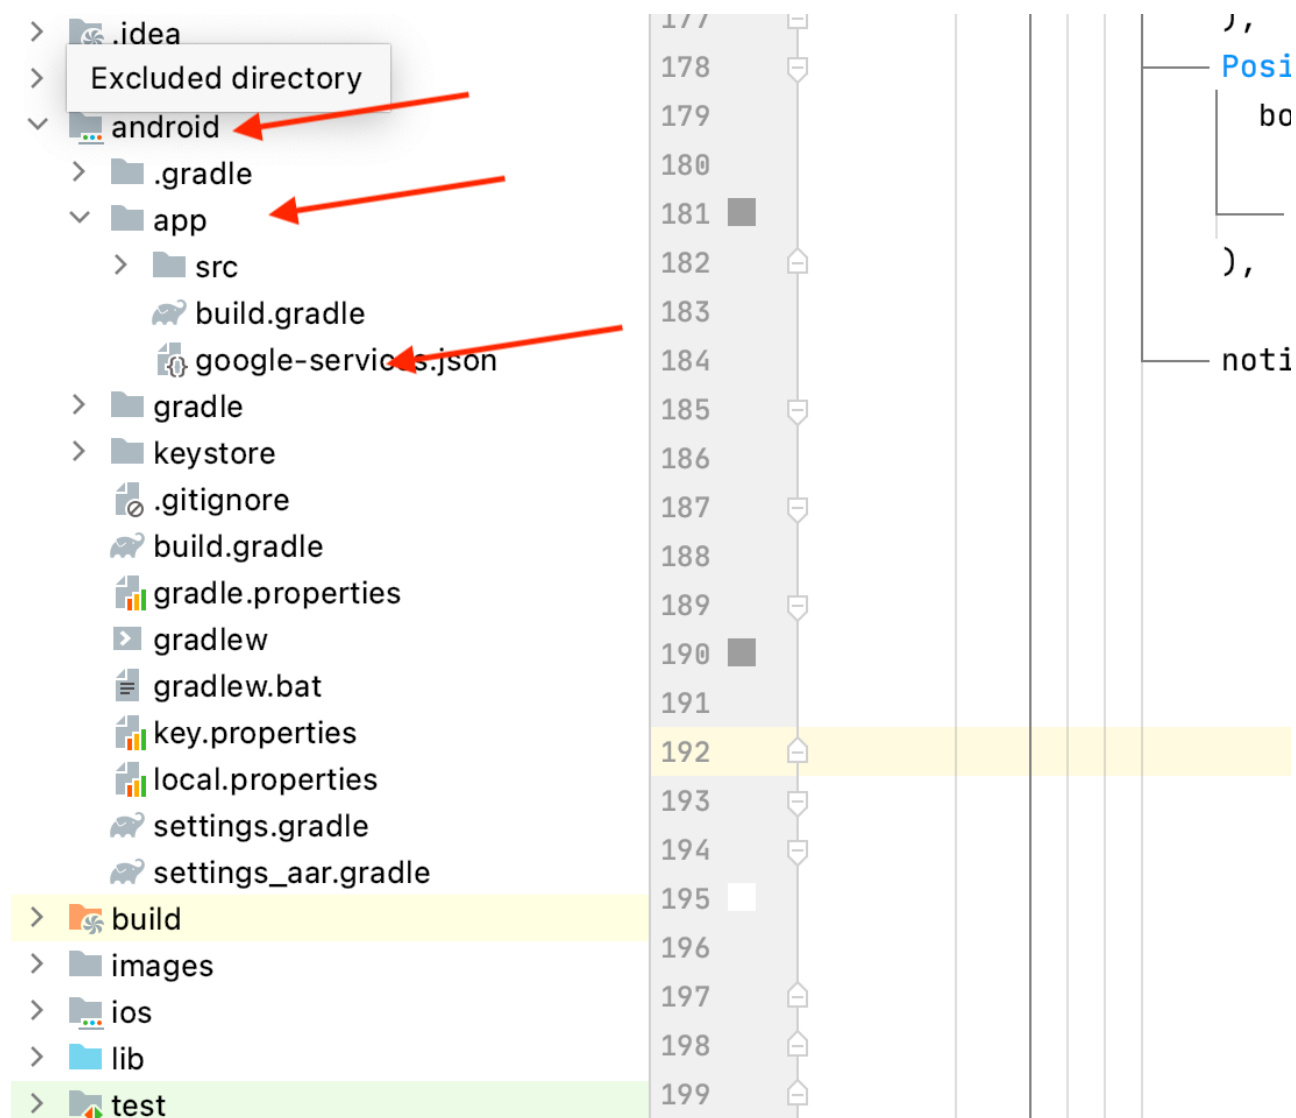 .idea
Excluded directory
android
.gradle
app
src
build.gradle
google-services.json
gradle
keystore
.gitignore
build.gradle
gradle.properties
gradlew
gradlew.bat
key.properties
local.properties
settings.gradle
settings_aar.gradle
build
images
ios
lib
test
177 ),
178 Posi
179 bo
180
181
182 ),
183
184 noti
185
186
187
188
189
190
191
192
193
194
195
196
197
198
199